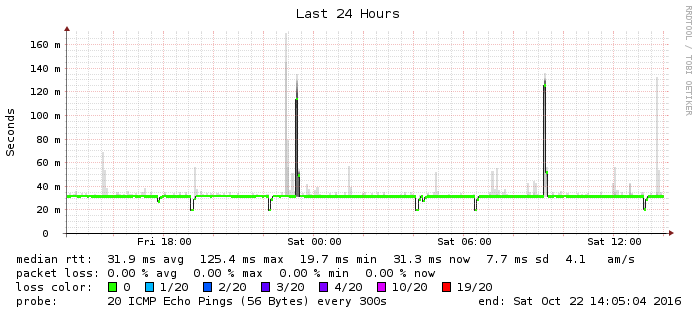 Last 24 Hours
RRDTOOL / TOBI OETIKER
Seconds
160 m
140 m
120 m
100 m
80 m
60 m
40 m
20 m
0
Fri 18:00 Sat 00:00 Sat 06:00 Sat 12:00
median rtt: 31.9 ms avg 125.4 ms max 19.7 ms min 31.3 ms now 7.7 ms sd 4.1 am/s
packet loss: 0.00 % avg 0.00 % max 0.00 % min 0.00 % now
loss color: 0 1/20 2/20 3/20 4/20 10/20 19/20
probe: 20 ICMP Echo Pings (56 Bytes) every 300s end: Sat Oct 22 14:05:04 2016